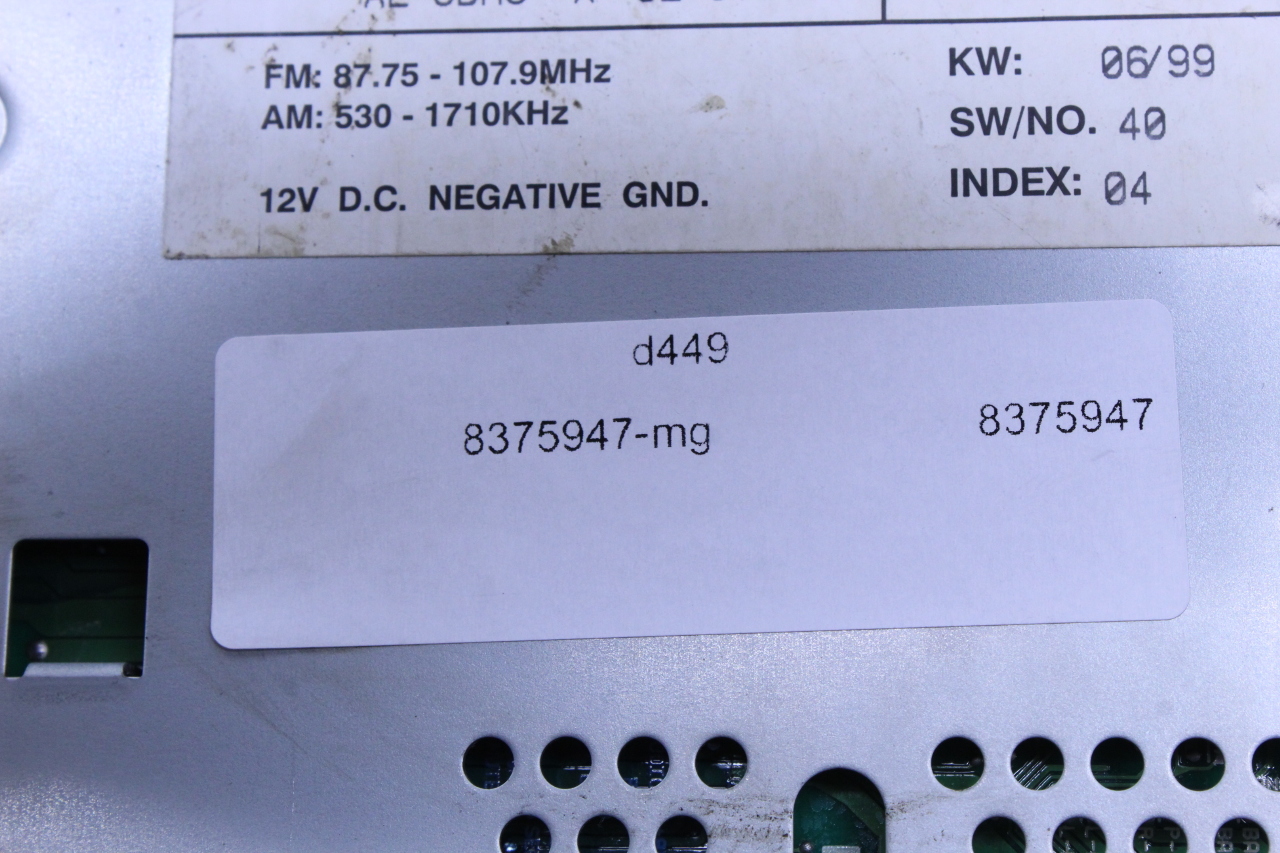 FM: 87.75 - 107.9MHz
AM: 530 - 1710KHz
12V D.C. NEGATIVE GND.
KW: 06/99
SW/NO. 40
INDEX: 04
d449
8375947-mg
8375947